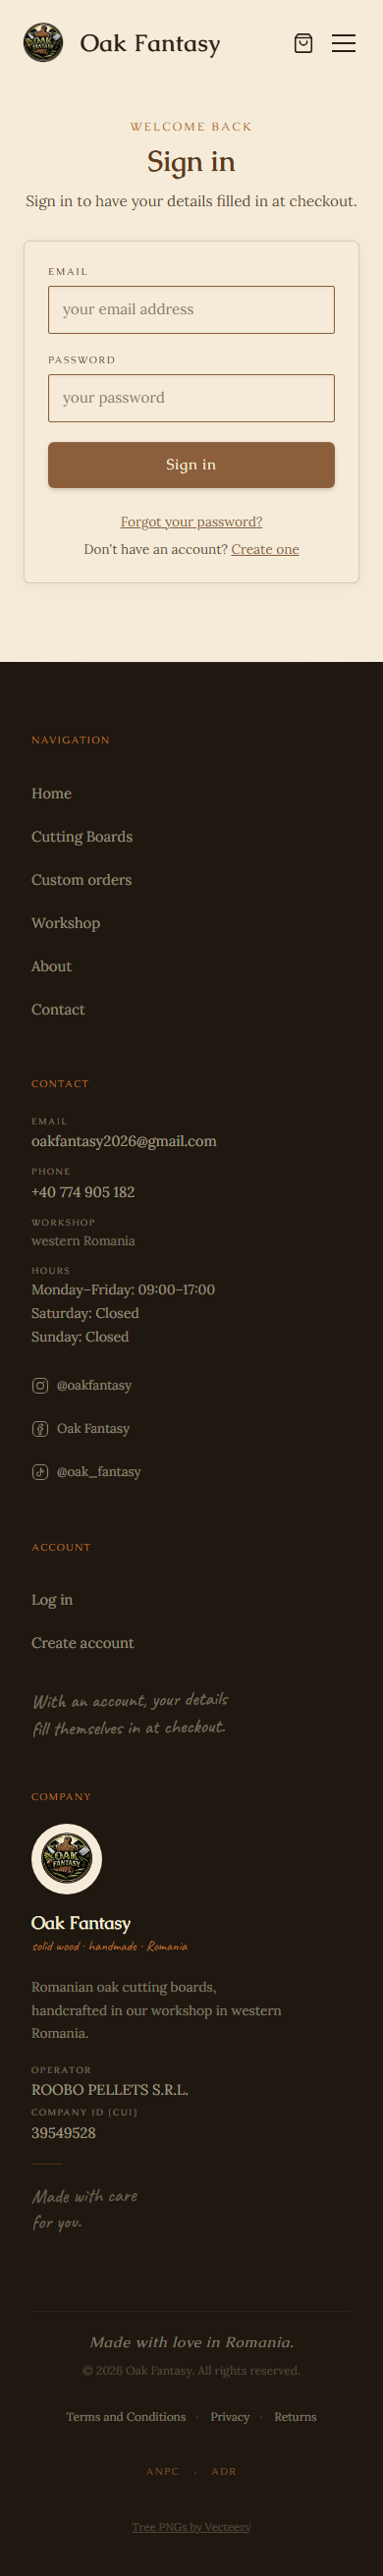 Oak Fantasy
WELCOME BACK
Sign in
Sign in to have your details filled in at checkout.
EMAIL
your email address
PASSWORD
your password
Sign in
Forgot your password?
Don't have an account? Create one
NAVIGATION
Home
Cutting Boards
Custom orders
Workshop
About
Contact
CONTACT
EMAIL
oakfantasy2026@gmail.com
PHONE
+40 774 905 182
WORKSHOP
western Romania
HOURS
Monday–Friday: 09:00–17:00
Saturday: Closed
Sunday: Closed
@oakfantasy
Oak Fantasy
@oak_fantasy
ACCOUNT
Log in
Create account
With an account, your details
fill themselves in at checkout.
COMPANY
OAK
FANTASY
Oak Fantasy
solid wood · handmade · Romania
Romanian oak cutting boards,
handcrafted in our workshop in western
Romania.
OPERATOR
ROOBO PELLETS S.R.L.
COMPANY ID (CUI)
39549528
Made with care
for you.
Made with love in Romania.
© 2026 Oak Fantasy. All rights reserved.
Terms and Conditions · Privacy · Returns
ANPC · ADR
Tree PNGs by Vecteezy